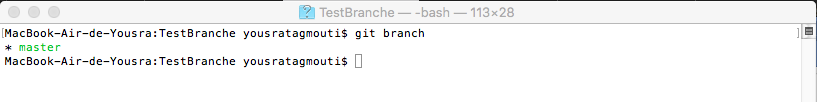 TestBranche — -bash — 113×28
[MacBook-Air-de-Yousra:TestBranche yousratagmouti$ git branch ]
* master
MacBook-Air-de-Yousra:TestBranche yousratagmouti$